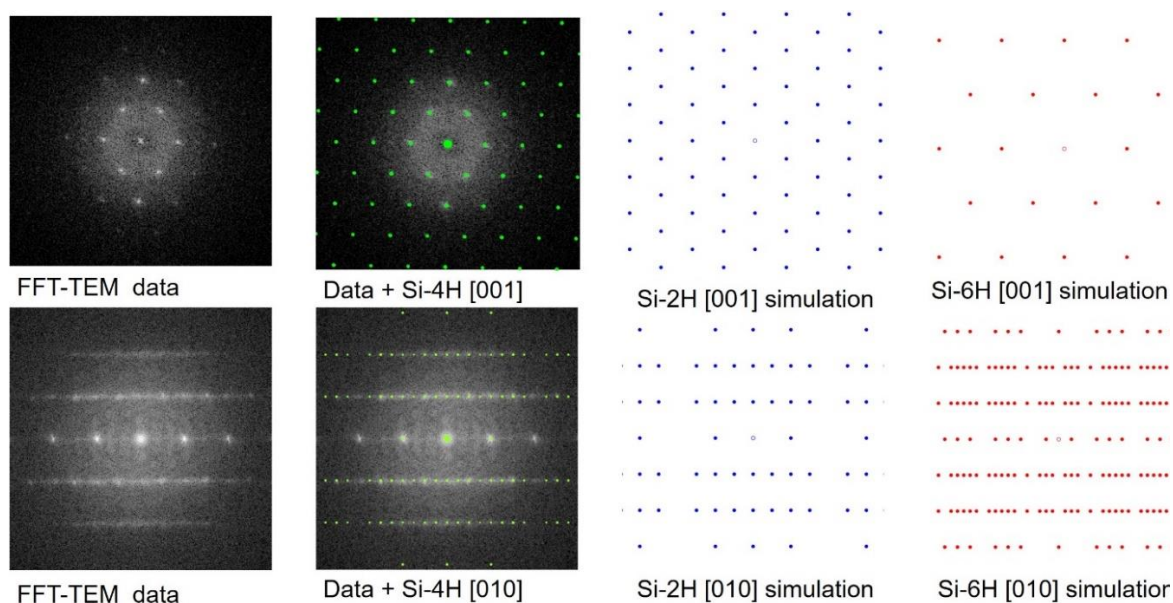 FFT-TEM data
Data + Si-4H [001]
Si-2H [001] simulation
Si-6H [001] simulation
FFT-TEM data
Data + Si-4H [010]
Si-2H [010] simulation
Si-6H [010] simulation